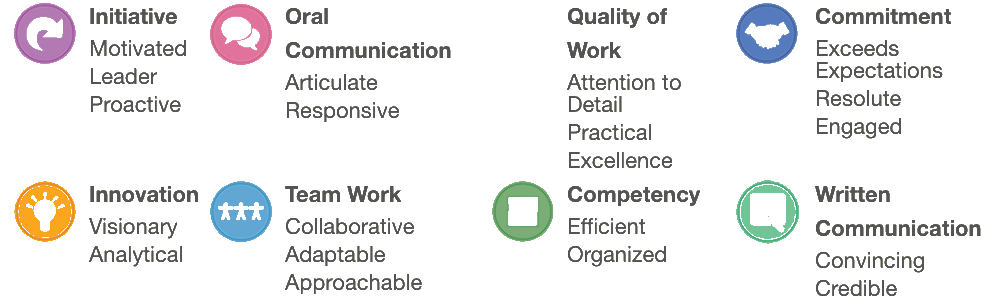 Initiative
Motivated
Leader
Proactive
Oral
Communication
Articulate
Responsive
Quality of
Work
Attention to
Detail
Practical
Excellence
Commitment
Exceeds
Expectations
Resolute
Engaged
Innovation
Visionary
Analytical
Team Work
Collaborative
Adaptable
Approachable
Competency
Efficient
Organized
Written
Communication
Convincing
Credible